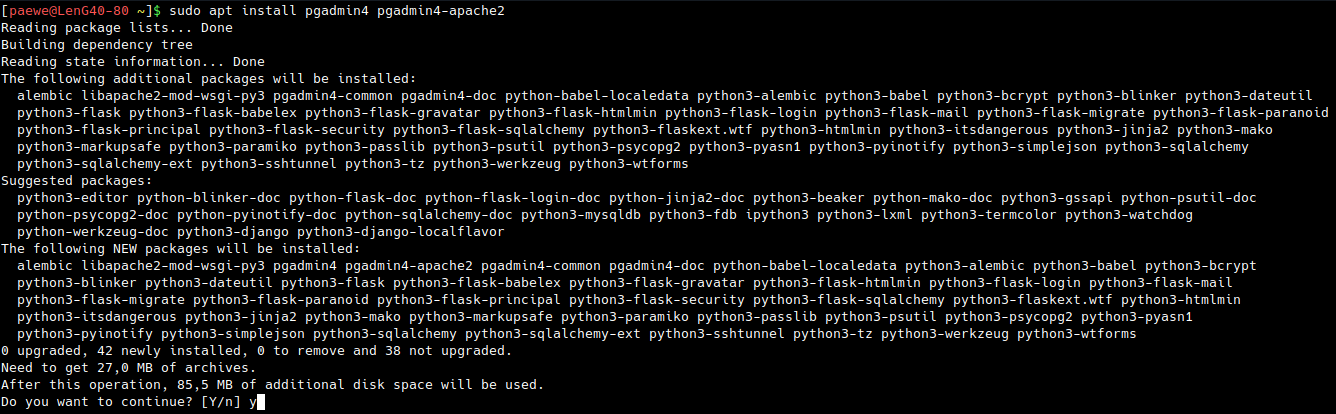 [paewe@LenG40-80 ~]$ sudo apt install pgadmin4 pgadmin4-apache2
Reading package lists... Done
Building dependency tree
Reading state information... Done
The following additional packages will be installed:
  alembic libapache2-mod-wsgi-py3 pgadmin4-common pgadmin4-doc python-babel-localedata python3-alembic python3-babel python3-bcrypt python3-blinker python3-dateutil
  python3-flask python3-flask-babelex python3-flask-gravatar python3-flask-htmlmin python3-flask-login python3-flask-mail python3-flask-migrate python3-flask-paranoid
  python3-flask-principal python3-flask-security python3-flask-sqlalchemy python3-flaskext.wtf python3-htmlmin python3-itsdangerous python3-jinja2 python3-mako
  python3-markupsafe python3-paramiko python3-passlib python3-psutil python3-psycopg2 python3-pyasn1 python3-pyinotify python3-simplejson python3-sqlalchemy
  python3-sqlalchemy-ext python3-sshtunnel python3-tz python3-werkzeug python3-wtforms
Suggested packages:
  python3-editor python-blinker-doc python-flask-doc python-flask-login-doc python-jinja2-doc python3-beaker python-mako-doc python3-gssapi python-psutil-doc
  python-psycopg2-doc python-pyinotify-doc python-sqlalchemy-doc python3-mysqldb python3-fdb ipython3 python3-lxml python3-termcolor python3-watchdog
  python-werkzeug-doc python3-django python3-django-localflavor
The following NEW packages will be installed:
  alembic libapache2-mod-wsgi-py3 pgadmin4 pgadmin4-apache2 pgadmin4-common pgadmin4-doc python-babel-localedata python3-alembic python3-babel python3-bcrypt
  python3-blinker python3-dateutil python3-flask python3-flask-babelex python3-flask-gravatar python3-flask-htmlmin python3-flask-login python3-flask-mail
  python3-flask-migrate python3-flask-paranoid python3-flask-principal python3-flask-security python3-flask-sqlalchemy python3-flaskext.wtf python3-htmlmin
  python3-itsdangerous python3-jinja2 python3-mako python3-markupsafe python3-paramiko python3-passlib python3-psutil python3-psycopg2 python3-pyasn1
  python3-pyinotify python3-simplejson python3-sqlalchemy python3-sqlalchemy-ext python3-sshtunnel python3-tz python3-werkzeug python3-wtforms
0 upgraded, 42 newly installed, 0 to remove and 38 not upgraded.
Need to get 27,0 MB of archives.
After this operation, 85,5 MB of additional disk space will be used.
Do you want to continue? [Y/n] y